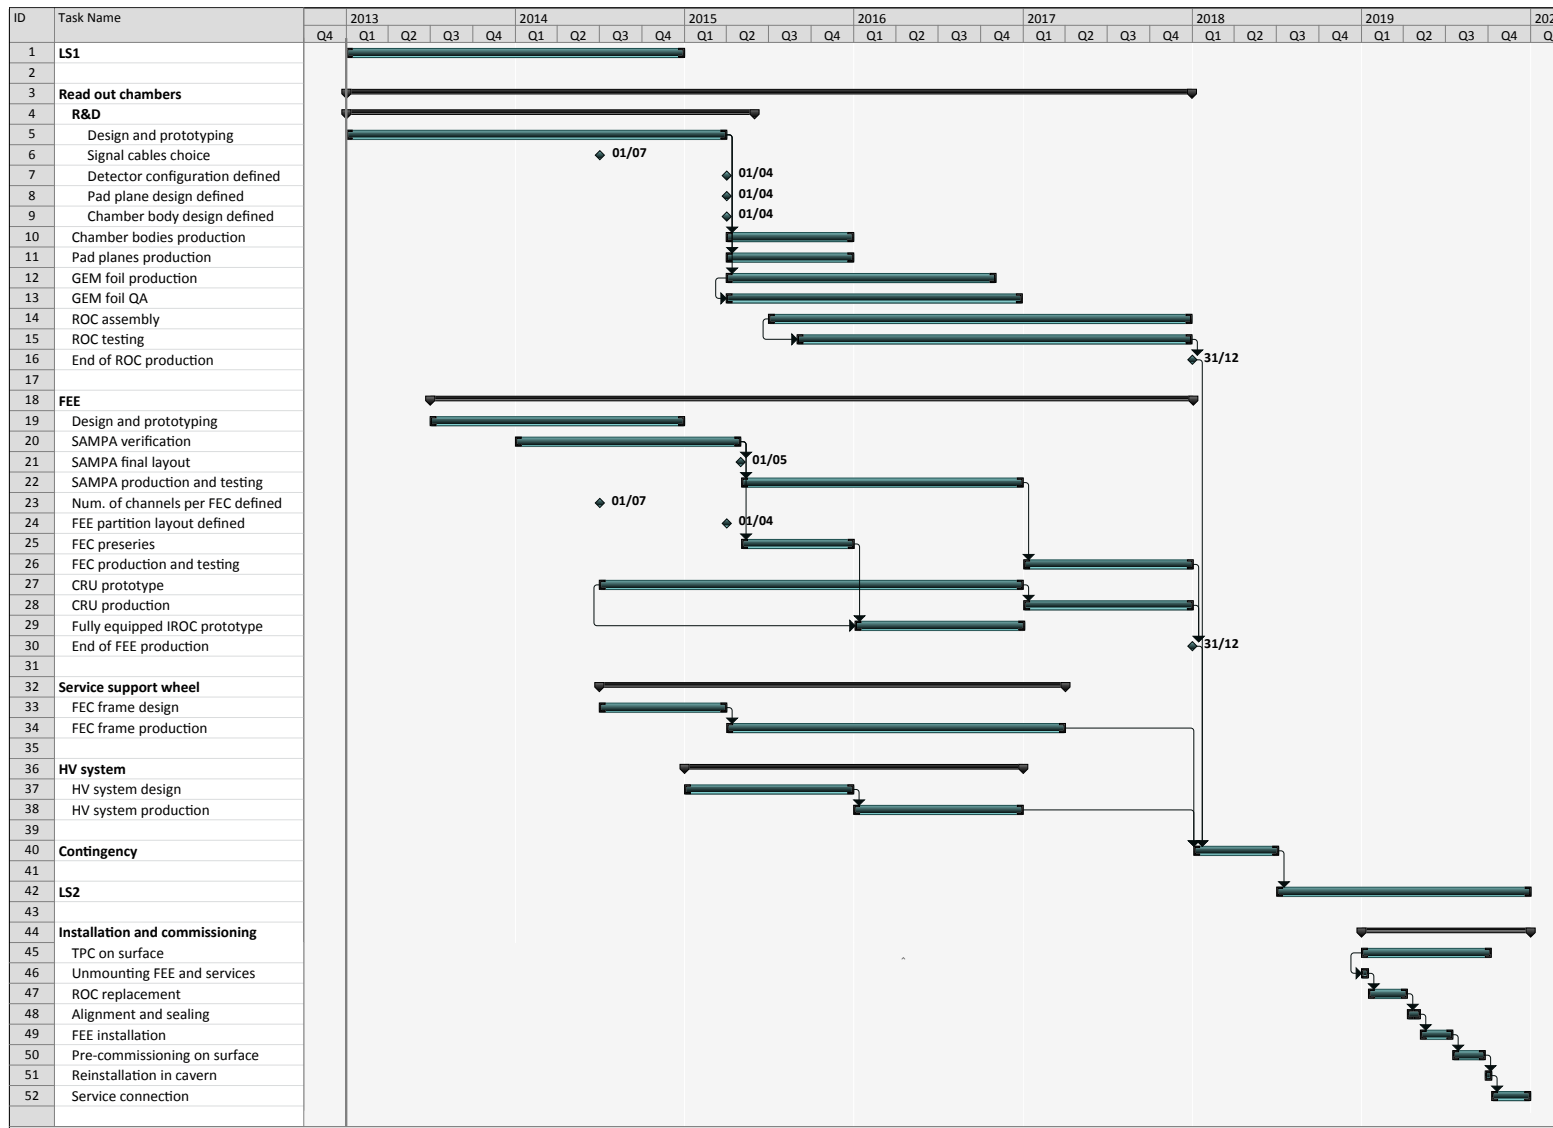 ID Task Name 2013 2014 2015 2016 2017 2018 2019 202
Q4 Q1 Q2 Q3 Q4 Q1 Q2 Q3 Q4 Q1 Q2 Q3 Q4 Q1 Q2 Q3 Q4 Q1 Q2 Q3 Q4 Q1 Q2 Q3 Q4 Q1 Q2 Q3 Q4 Q
1 LS1
2
3 Read out chambers
4 R&D
5 Design and prototyping
6 Signal cables choice 01/07
7 Detector configuration defined 01/04
8 Pad plane design defined 01/04
9 Chamber body design defined 01/04
10 Chamber bodies production
11 Pad planes production
12 GEM foil production
13 GEM foil QA
14 ROC assembly
15 ROC testing
16 End of ROC production 31/12
17
18 FEE
19 Design and prototyping
20 SAMPA verification
21 SAMPA final layout 01/05
22 SAMPA production and testing
23 Num. of channels per FEC defined 01/07
24 FEE partition layout defined 01/04
25 FEC preseries
26 FEC production and testing
27 CRU prototype
28 CRU production
29 Fully equipped IROC prototype
30 End of FEE production 31/12
31
32 Service support wheel
33 FEC frame design
34 FEC frame production
35
36 HV system
37 HV system design
38 HV system production
39
40 Contingency
41
42 LS2
43
44 Installation and commissioning
45 TPC on surface
46 Unmounting FEE and services
47 ROC replacement
48 Alignment and sealing
49 FEE installation
50 Pre-commissioning on surface
51 Reinstallation in cavern
52 Service connection